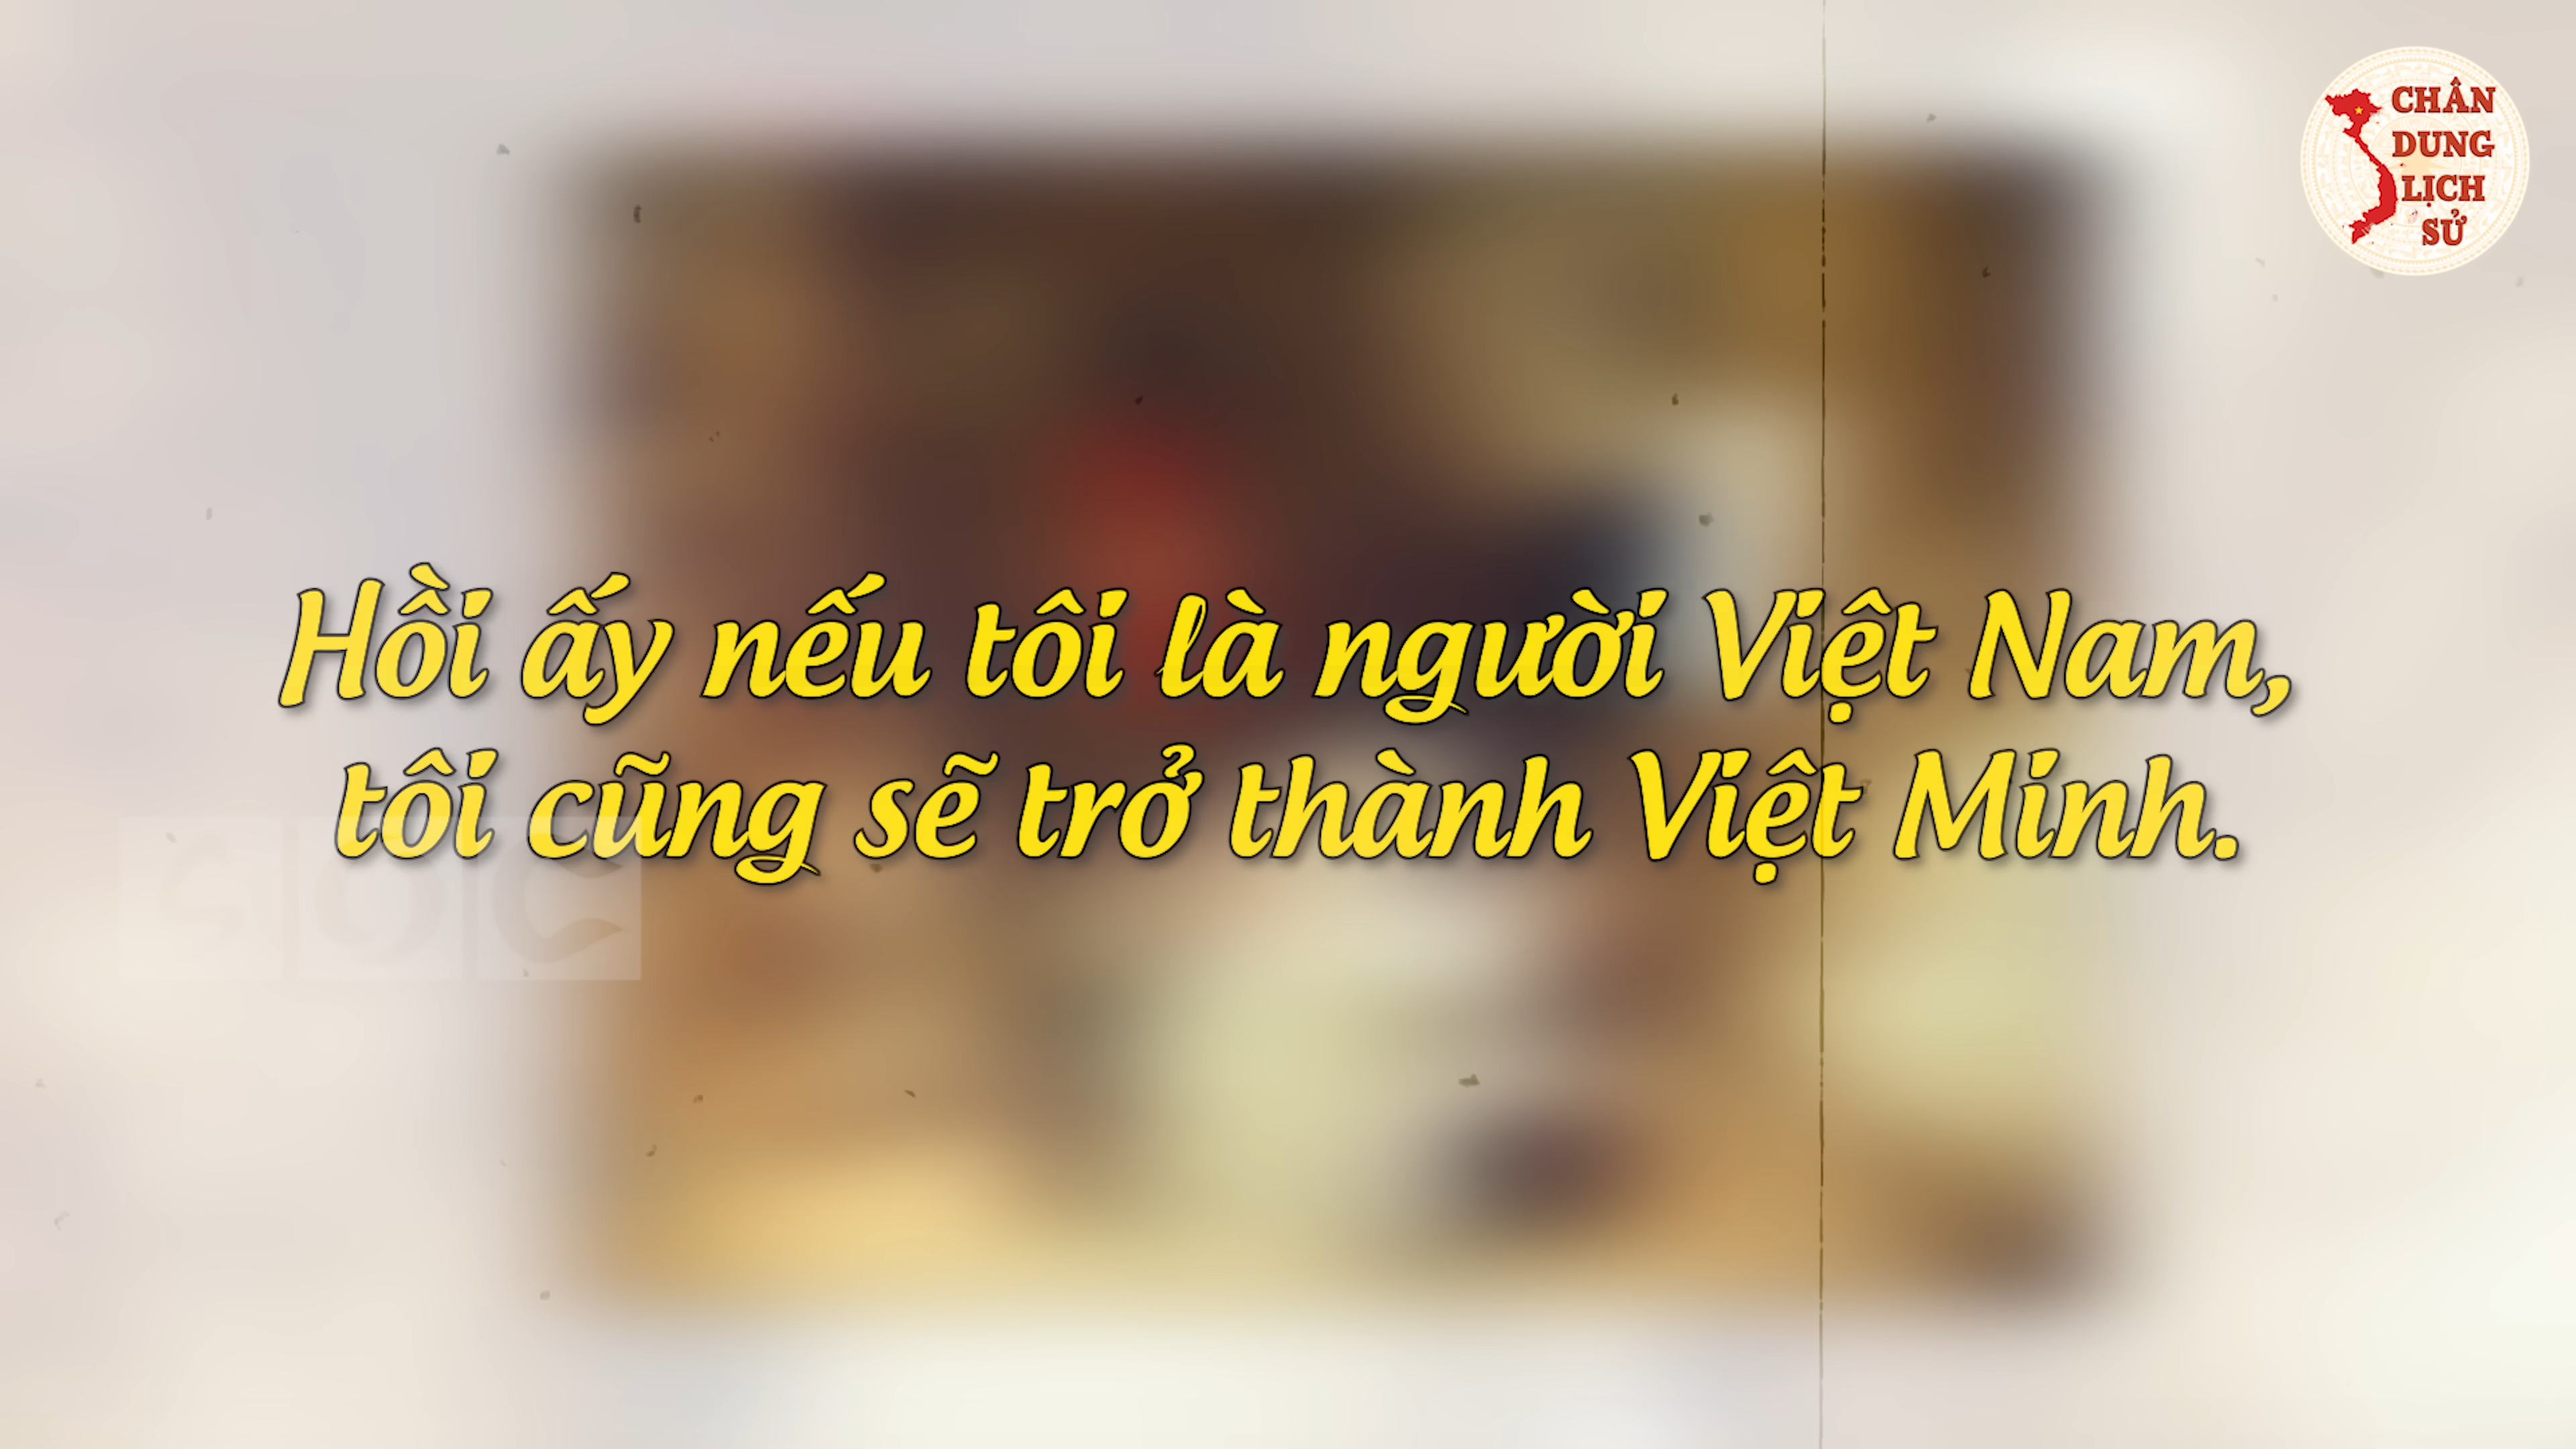 CHÂN
DUNG
LỊCH
SỬ
Hồi ấy nếu tôi là người Việt Nam,
tôi cũng sẽ trở thành Việt Minh.